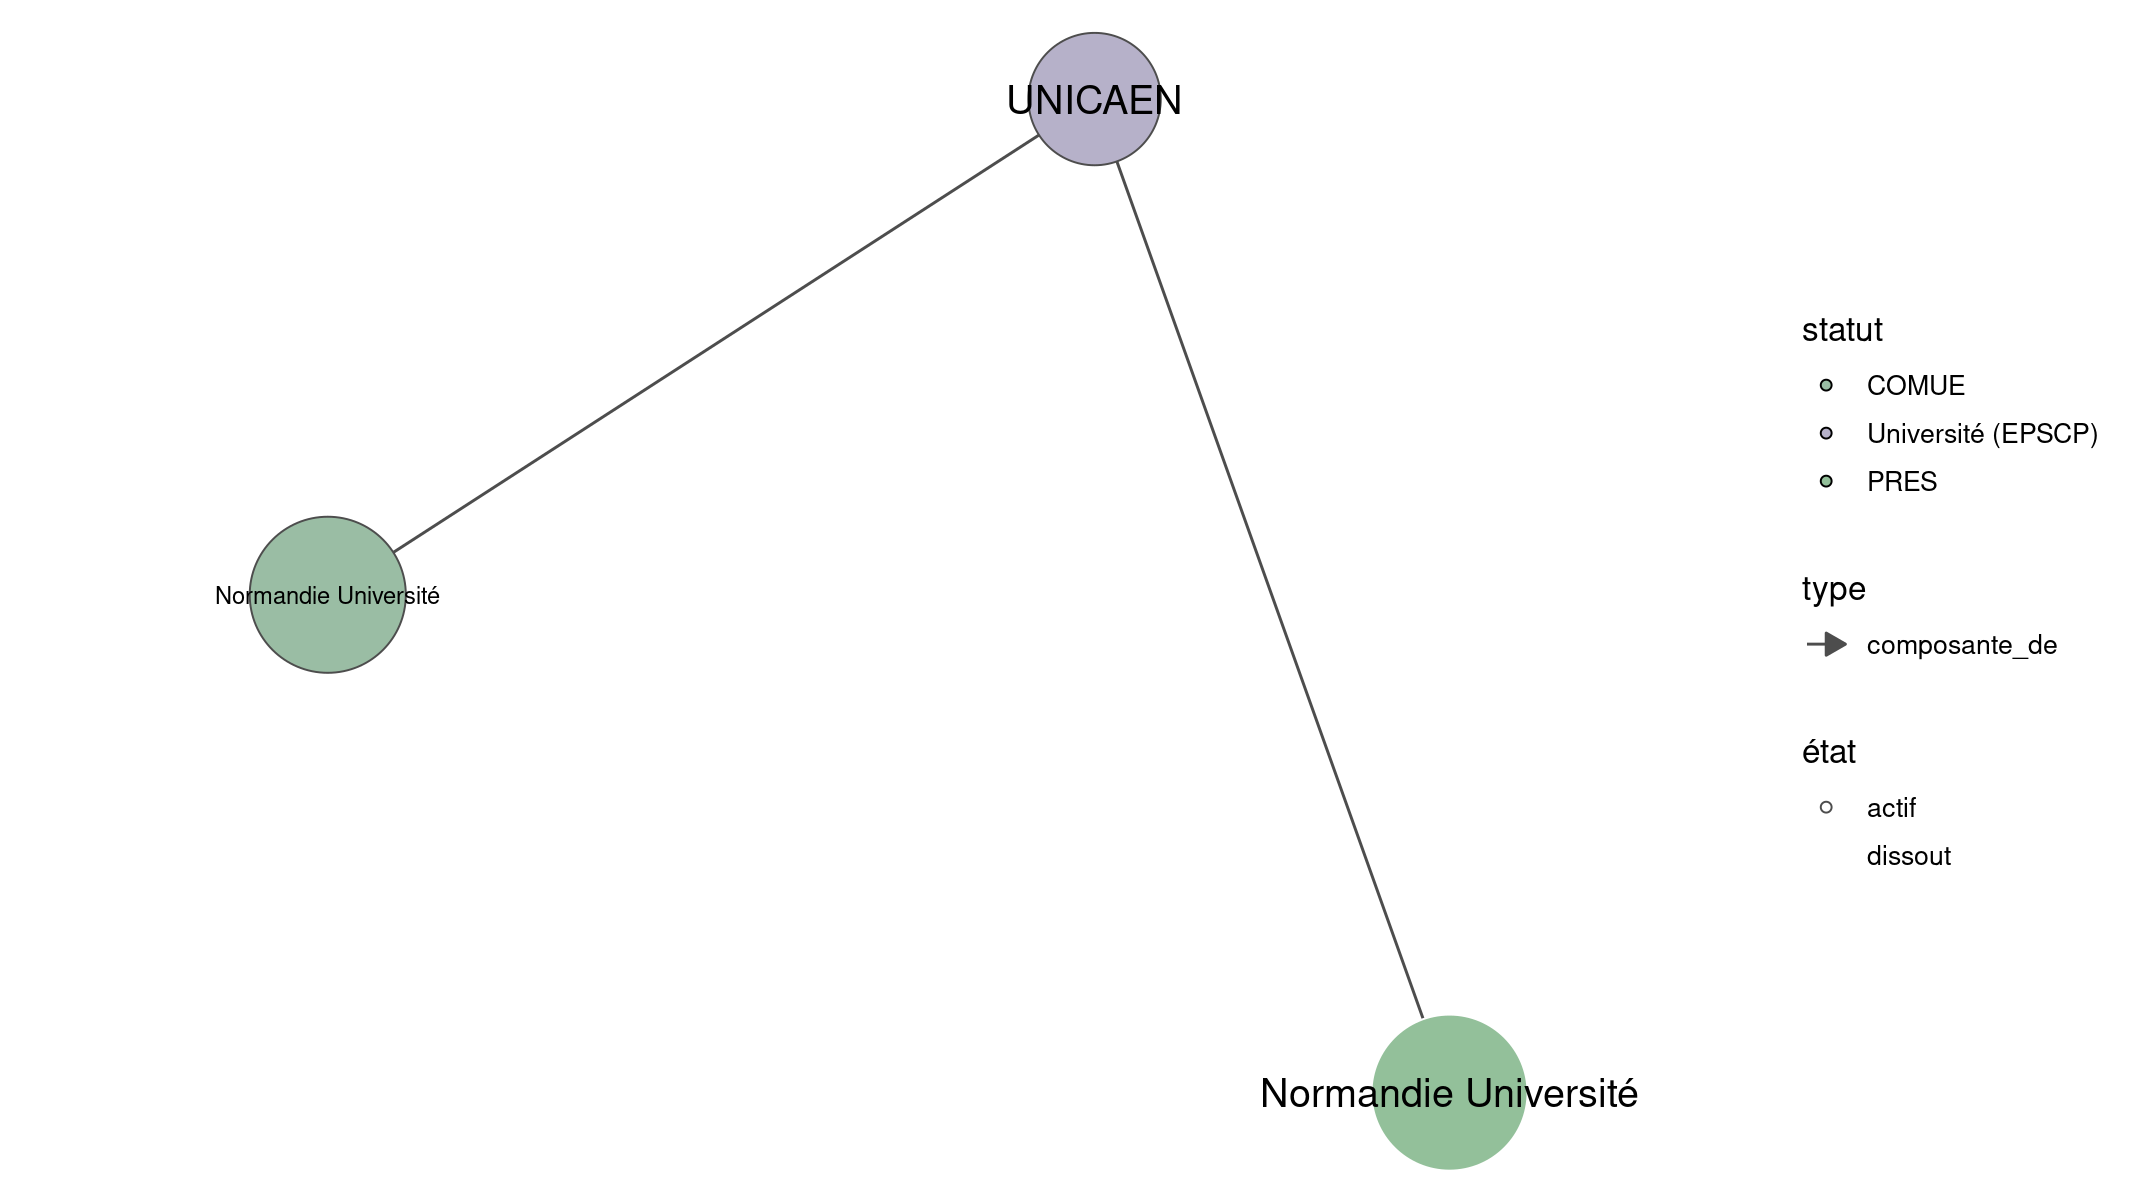 UNICAEN
Normandie Université
Normandie Université
statut
COMUE
Université (EPSCP)
PRES
type
composante_de
état
actif
dissout